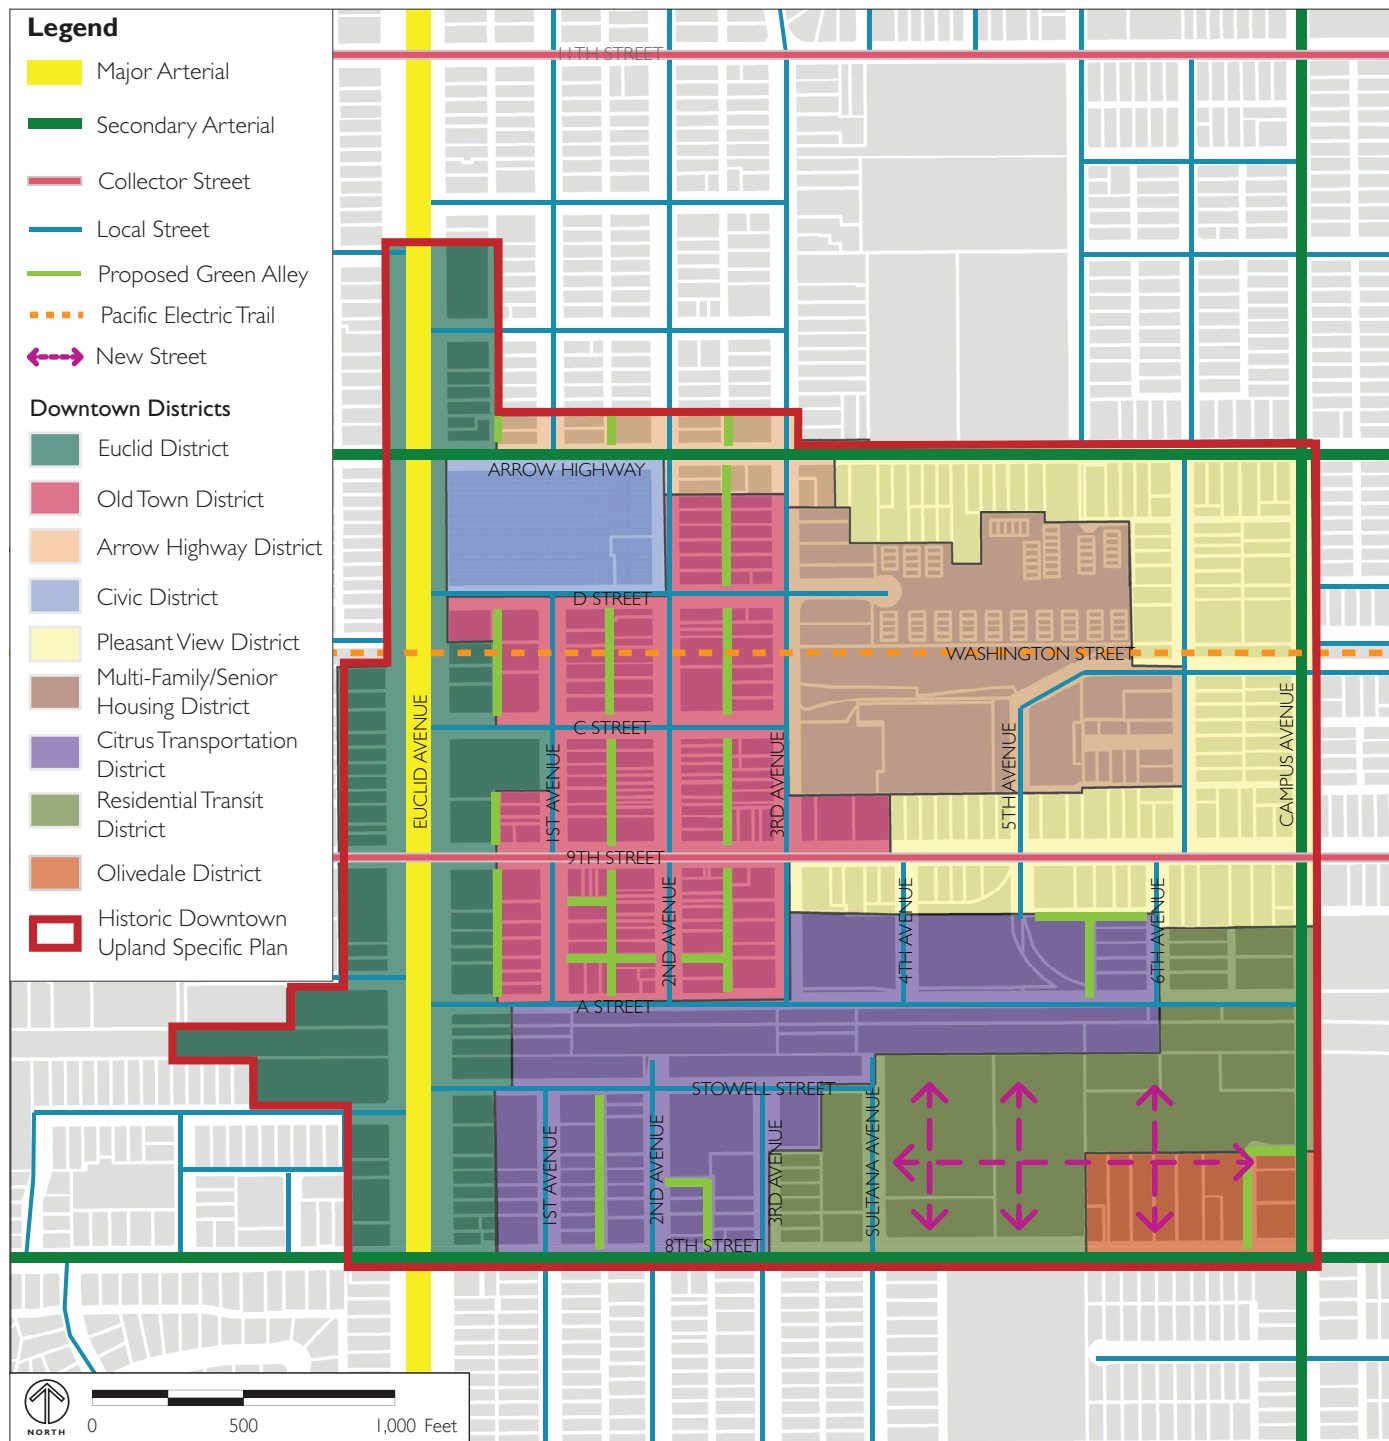 Legend
Major Arterial
Secondary Arterial
Collector Street
Local Street
Proposed Green Alley
Pacific Electric Trail
New Street
Downtown Districts
Euclid District
Old Town District
Arrow Highway District
Civic District
Pleasant View District
Multi-Family/Senior
Housing District
Citrus Transportation
District
Residential Transit
District
Olivedale District
Historic Downtown
Upland Specific Plan
11TH STREET
ARROW HIGHWAY
D STREET
WASHINGTON STREET
C STREET
EUCLID AVENUE
1ST AVENUE
3RD AVENUE
5TH AVENUE
CAMPUS AVENUE
9TH STREET
2ND AVENUE
4TH AVENUE
6TH AVENUE
A STREET
STOWELL STREET
1ST AVENUE
2ND AVENUE
3RD AVENUE
SULTANA AVENUE
8TH STREET
NORTH
0 500 1,000 Feet